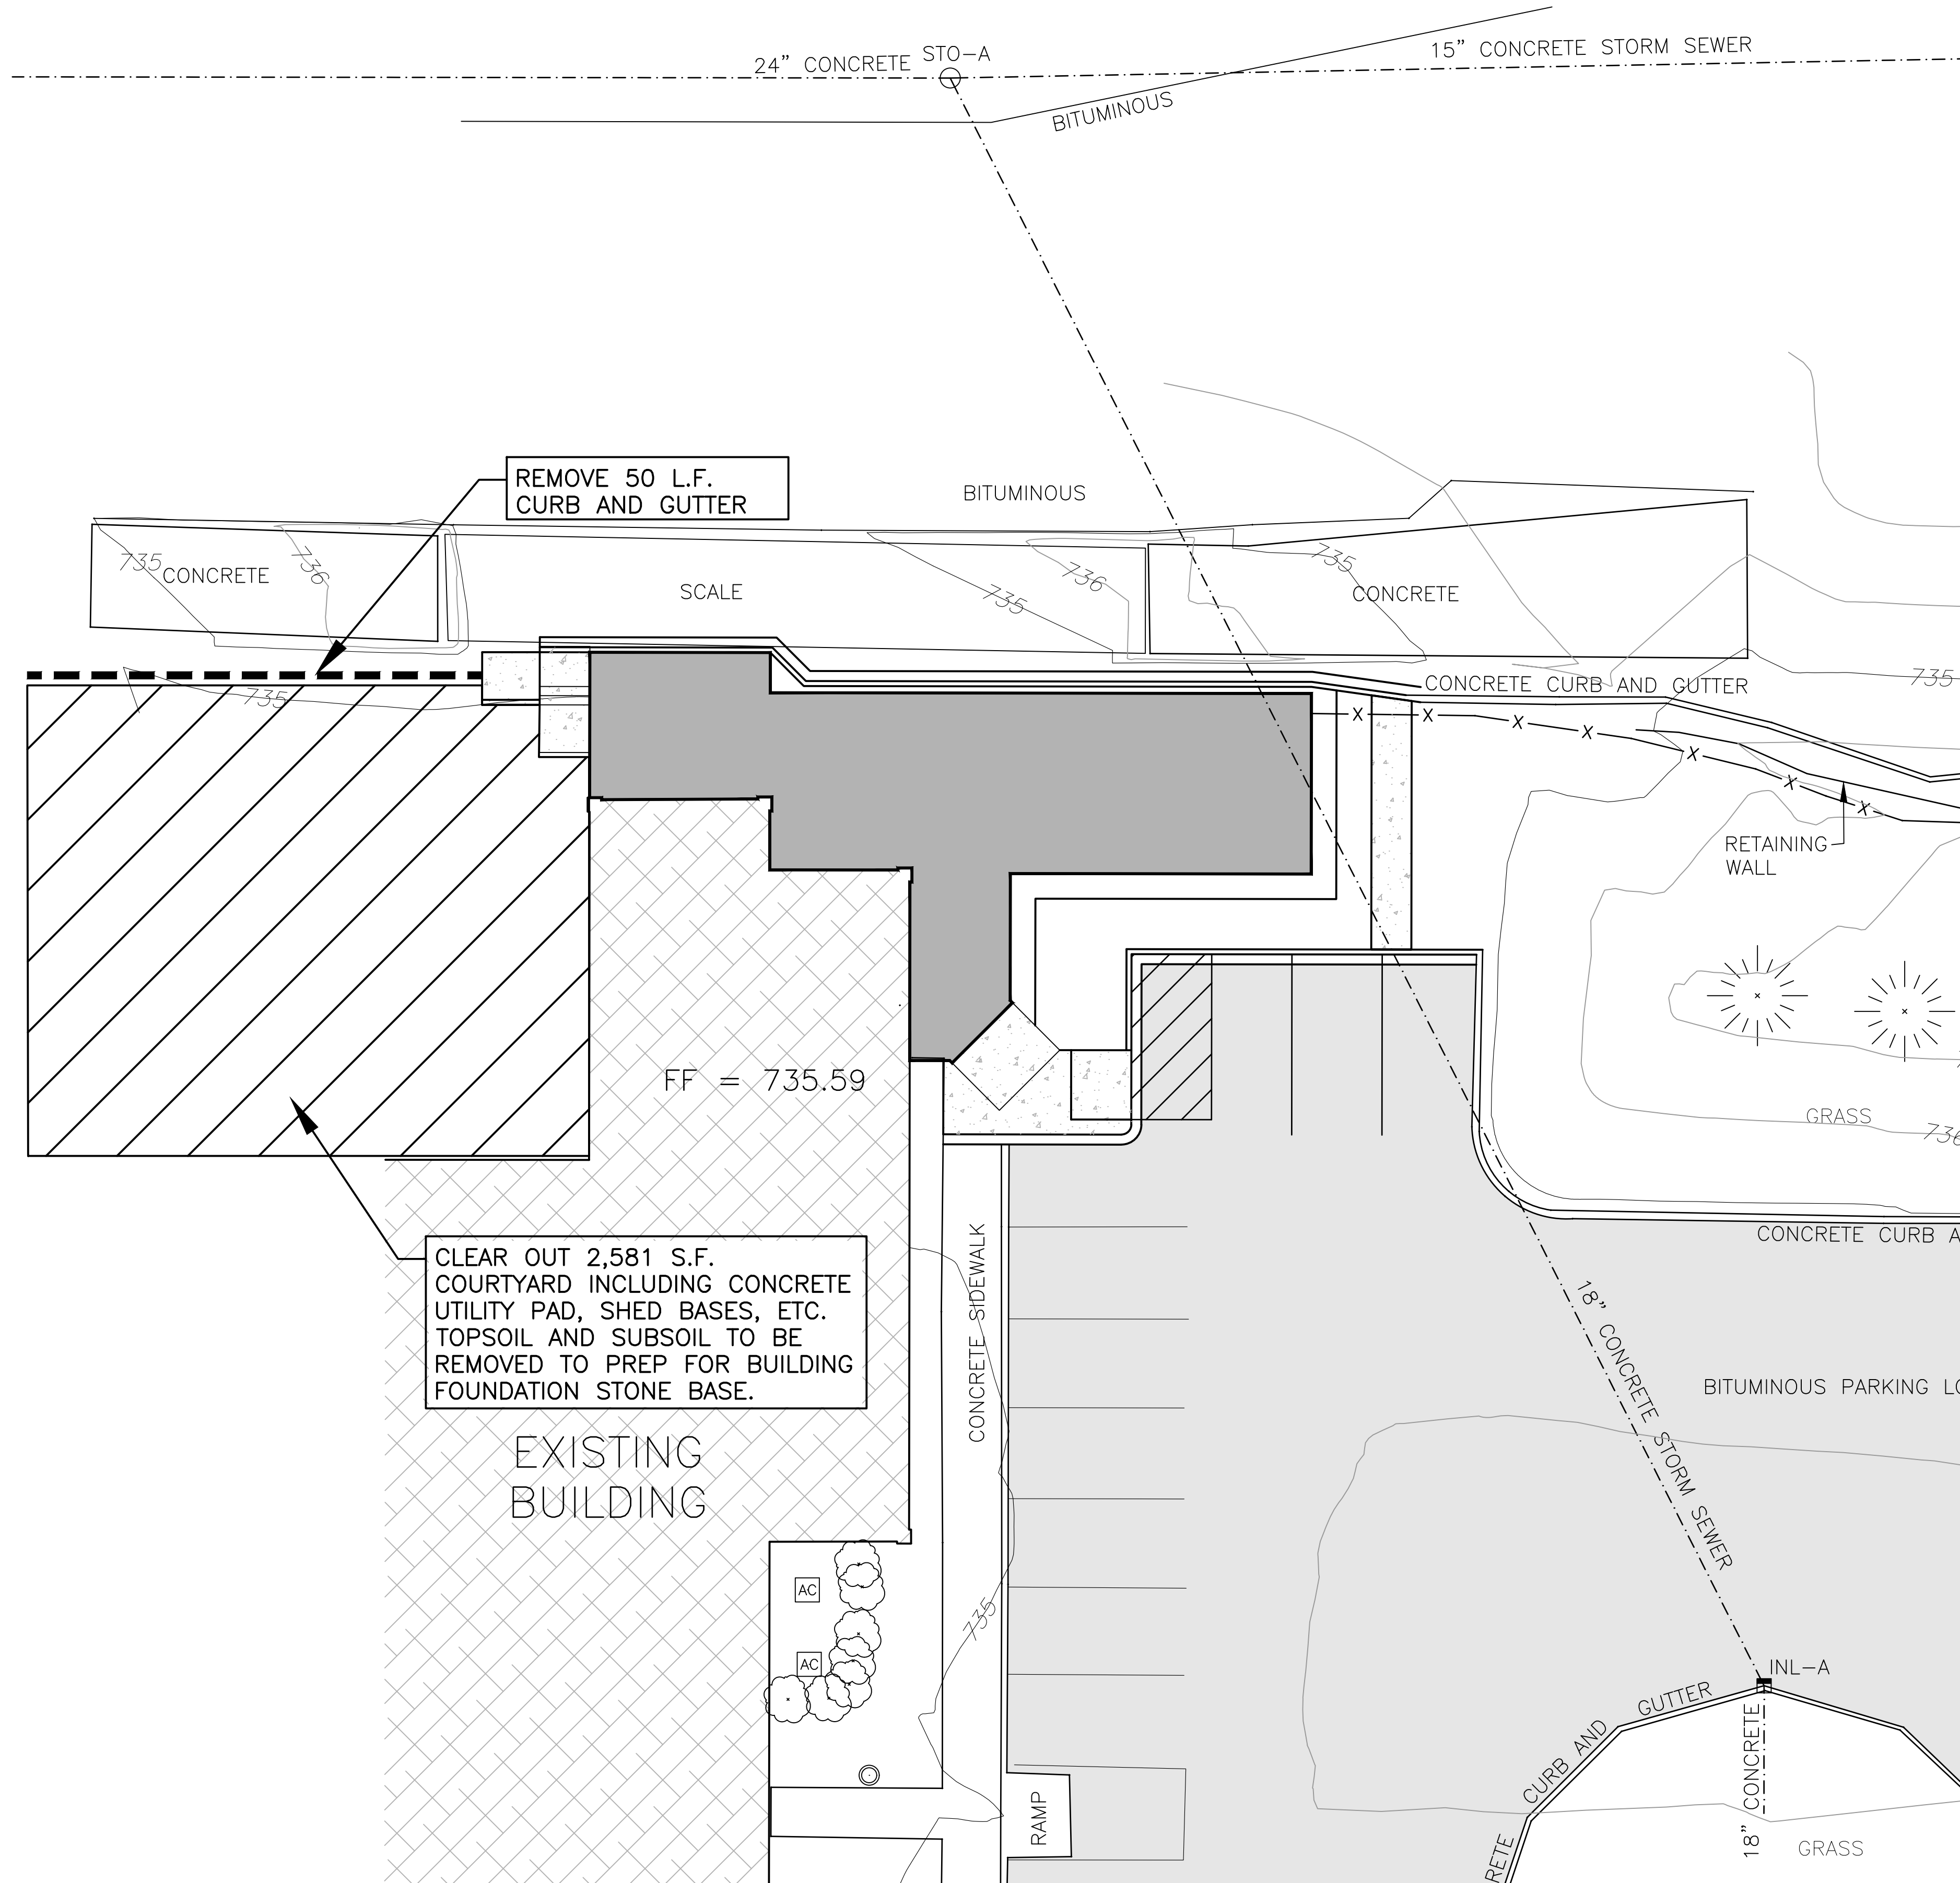 24” CONCRETE
STO-A
15” CONCRETE STORM SEWER
BITUMINOUS
REMOVE 50 L.F.
CURB AND GUTTER
BITUMINOUS
735
CONCRETE
736
SCALE
735
736
735
CONCRETE
735
CONCRETE CURB AND GUTTER
735
X
X
X
X
X
X
X
RETAINING
WALL
FF = 735.59
GRASS
736
CLEAR OUT 2,581 S.F.
COURTYARD INCLUDING CONCRETE
UTILITY PAD, SHED BASES, ETC.
TOPSOIL AND SUBSOIL TO BE
REMOVED TO PREP FOR BUILDING
FOUNDATION STONE BASE.
CONCRETE SIDEWALK
CONCRETE CURB A
18” CONCRETE STORM SEWER
BITUMINOUS PARKING LO
EXISTING
BUILDING
AC
AC
735
INL-A
RETE CURB AND GUTTER
18” CONCRETE
RAMP
GRASS